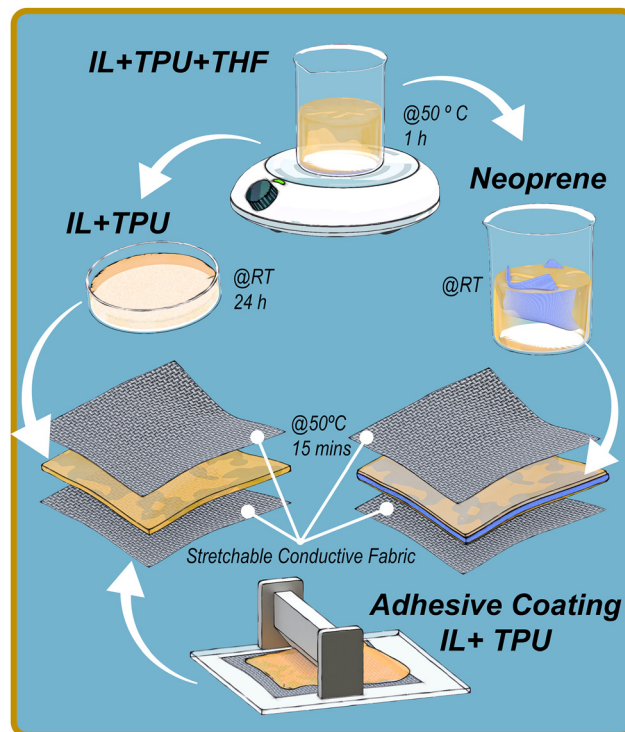 IL+TPU+THF
@50 º C
1 h
Neoprene
IL+TPU
@RT
24 h
@RT
@50ºC
15 mins
Stretchable Conductive Fabric
Adhesive Coating
IL+ TPU